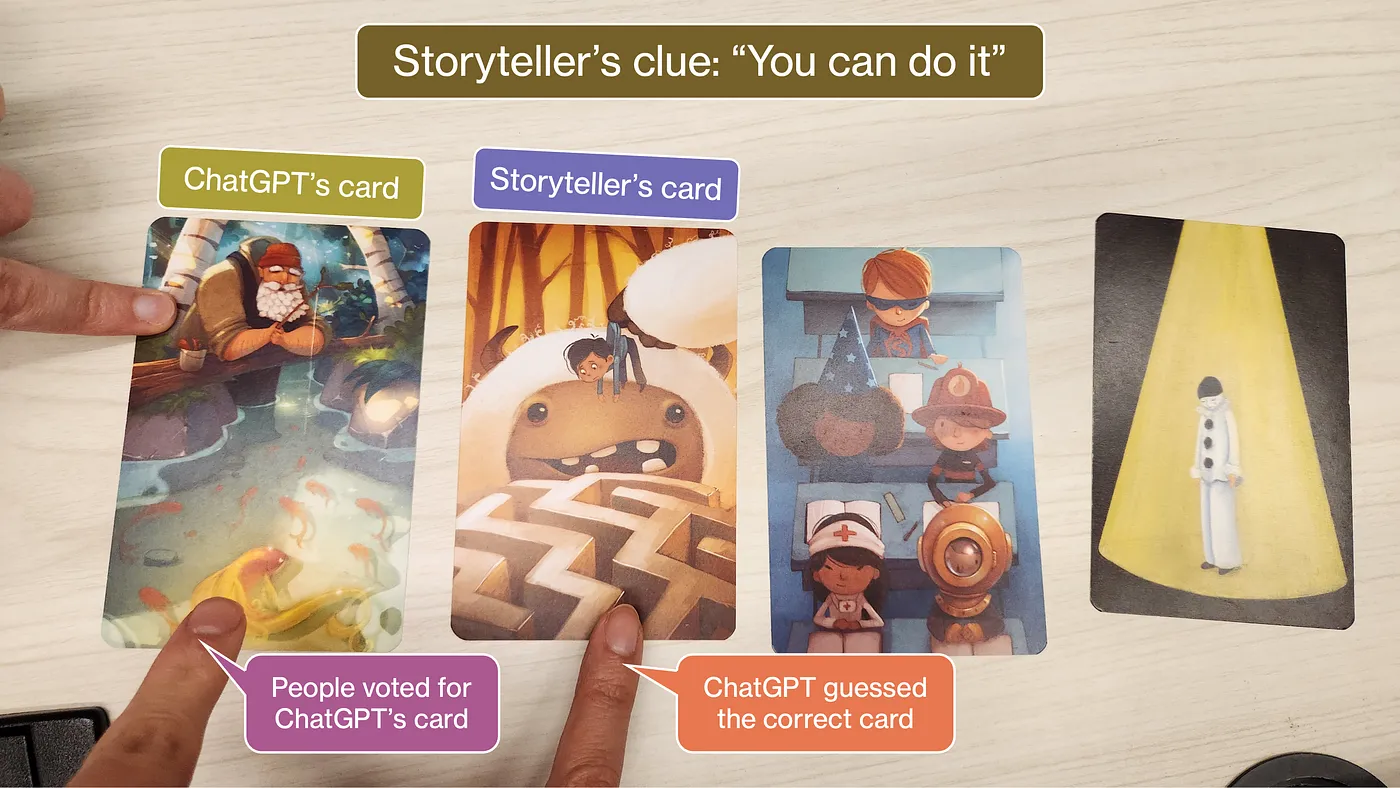 Storyteller’s clue: “You can do it”
ChatGPT’s card
Storyteller’s card
People voted for
ChatGPT’s card
ChatGPT guessed
the correct card